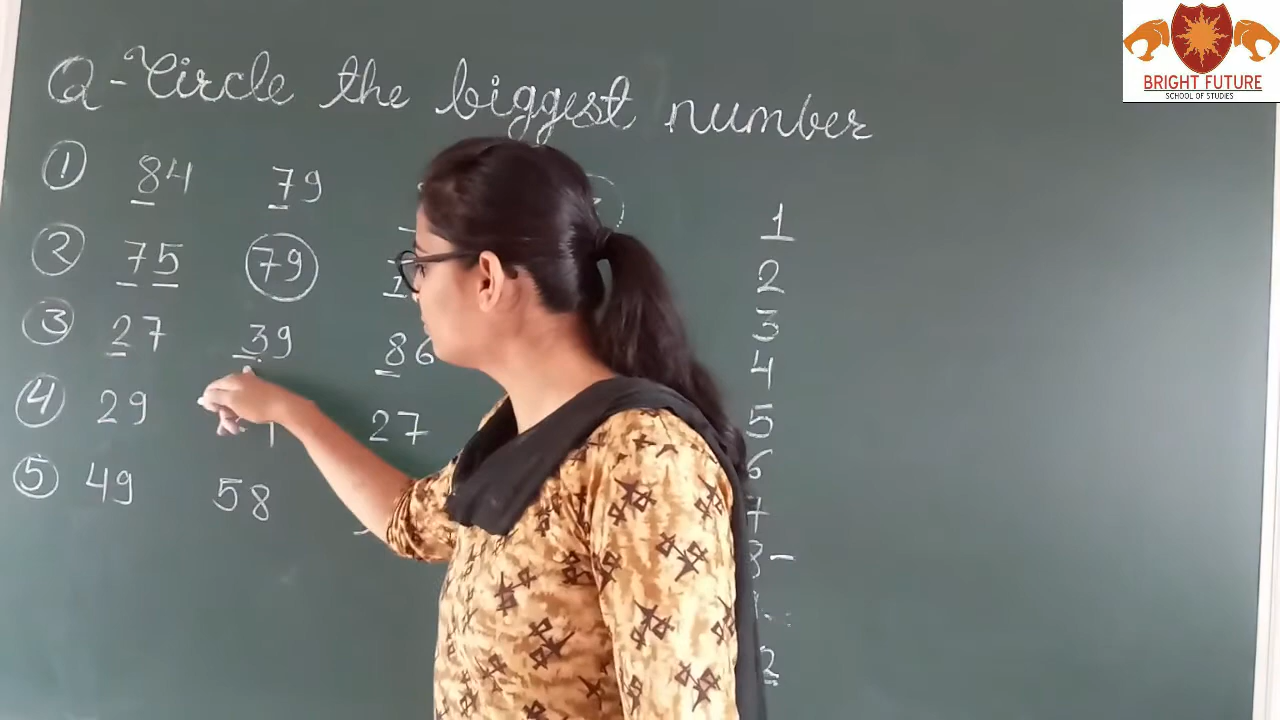 Q- Circle the biggest number
BRIGHT FUTURE
SCHOOL OF STUDIES
① 84 79
② 75 79
③ 27 39 86
④ 29 27
⑤ 49 58
1
2
3
4
5
6
7
8 -
2